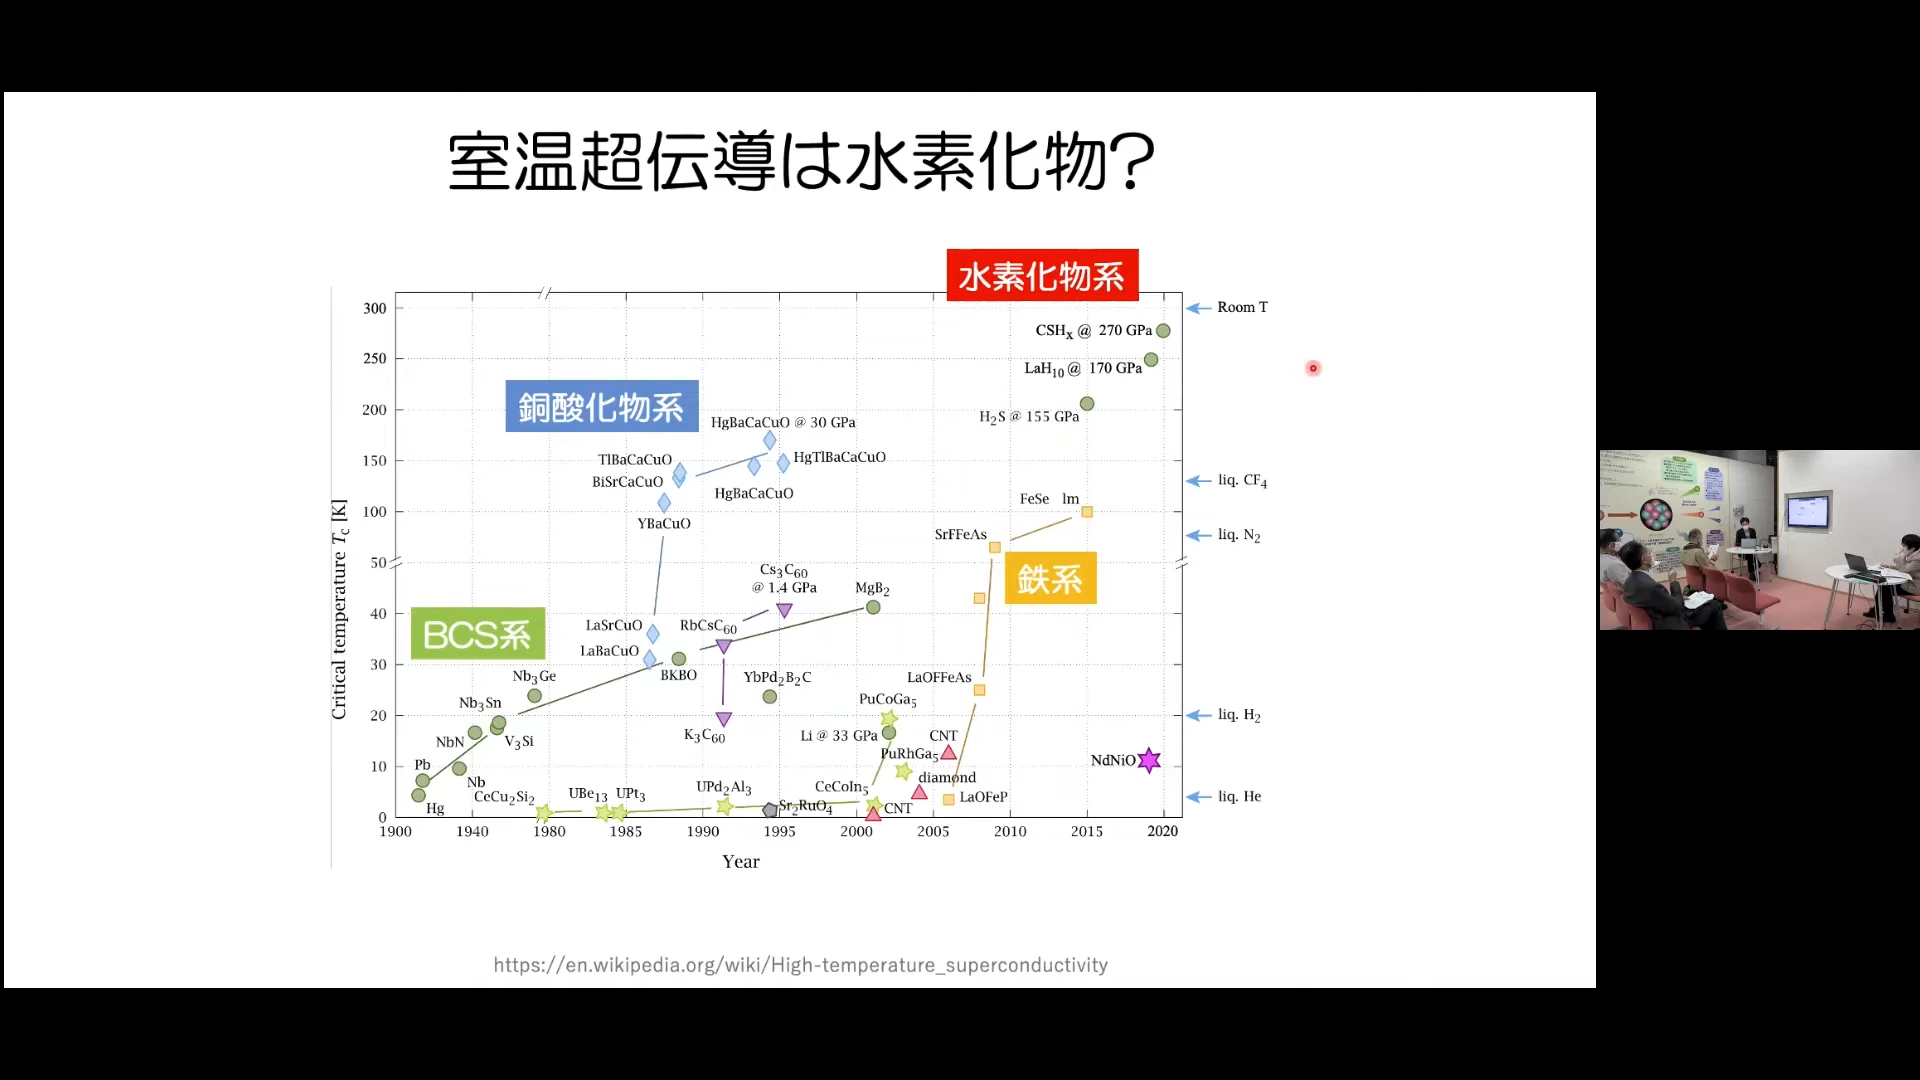 室温超伝導は水素化物?
水素化物系
銅酸化物系
BCS系
鉄系
Critical temperature Tc [K]
300
250
200
150
100
50
40
30
20
10
0
1900
1940
1980
1985
1990
1995
2000
2005
2010
2015
2020
Year
Room T
liq. CF4
liq. N2
liq. H2
liq. He
CSHx @ 270 GPa
LaH10 @ 170 GPa
H2S @ 155 GPa
HgBaCaCuO @ 30 GPa
TlBaCaCuO
HgTlBaCaCuO
BiSrCaCuO
HgBaCaCuO
YBaCuO
FeSe lm
SrFFeAs
Cs3C60
@ 1.4 GPa
MgB2
LaSrCuO
RbCsC60
LaBaCuO
BKBO
Nb3Ge
YbPd2B2C
LaOFFeAs
Nb3Sn
PuCoGa5
NbN
V3Si
K3C60
Li @ 33 GPa
CNT
PuRhGa5
NdNiO
Pb
Nb
diamond
CeCu2Si2
UBe13
UPt3
UPd2Al3
CeCoIn5
LaOFeP
Hg
Sr2RuO4
CNT
https://en.wikipedia.org/wiki/High-temperature_superconductivity